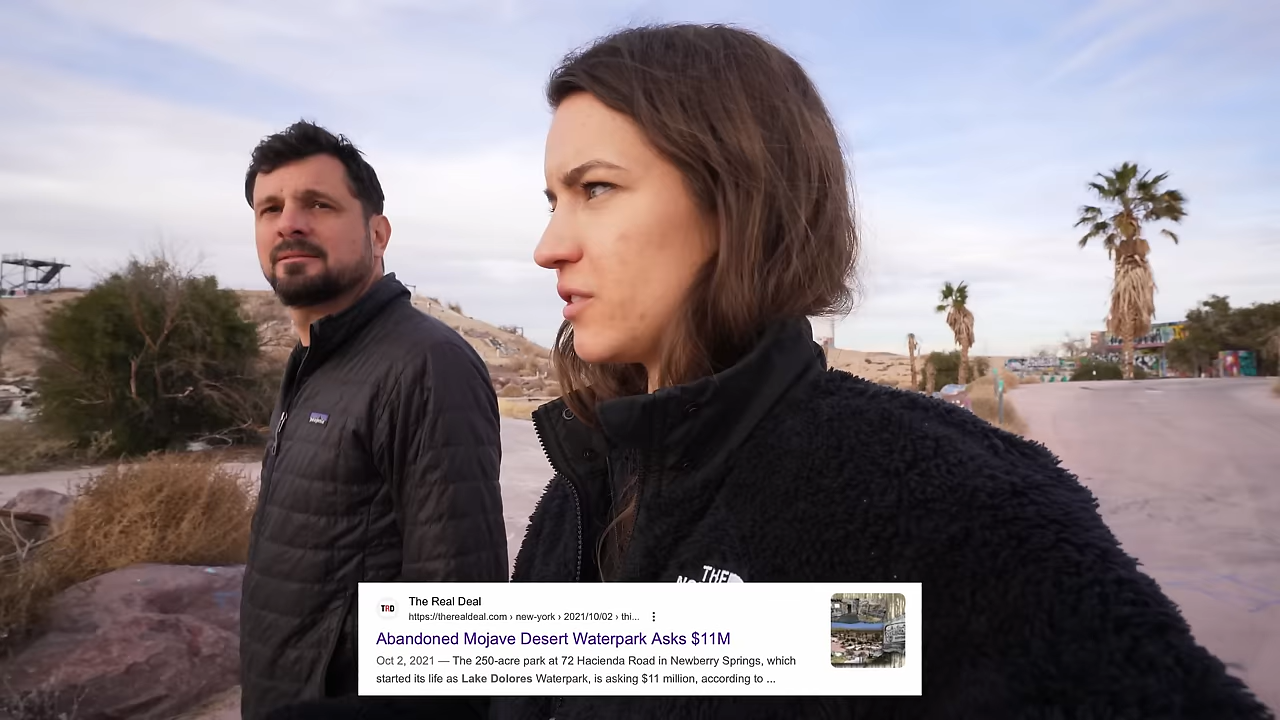 patagonia
THE
The Real Deal
TRD
https://therealdeal.com › new-york › 2021/10/02 › thi...
Abandoned Mojave Desert Waterpark Asks $11M
Oct 2, 2021 — The 250-acre park at 72 Hacienda Road in Newberry Springs, which
started its life as Lake Dolores Waterpark, is asking $11 million, according to ...